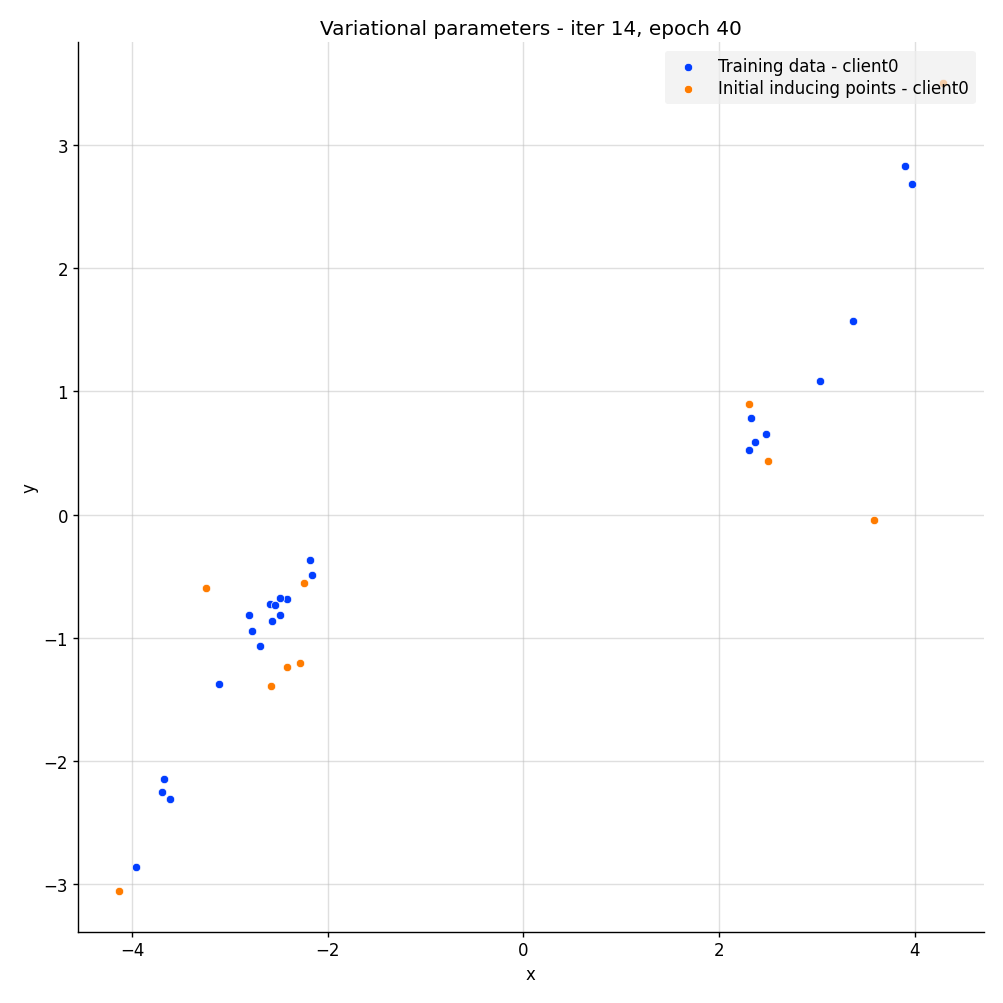 Variational parameters - iter 14, epoch 40
Training data - client0
Initial inducing points - client0
3
2
1
0
−1
−2
−3
y
−4 −2 0 2 4
x